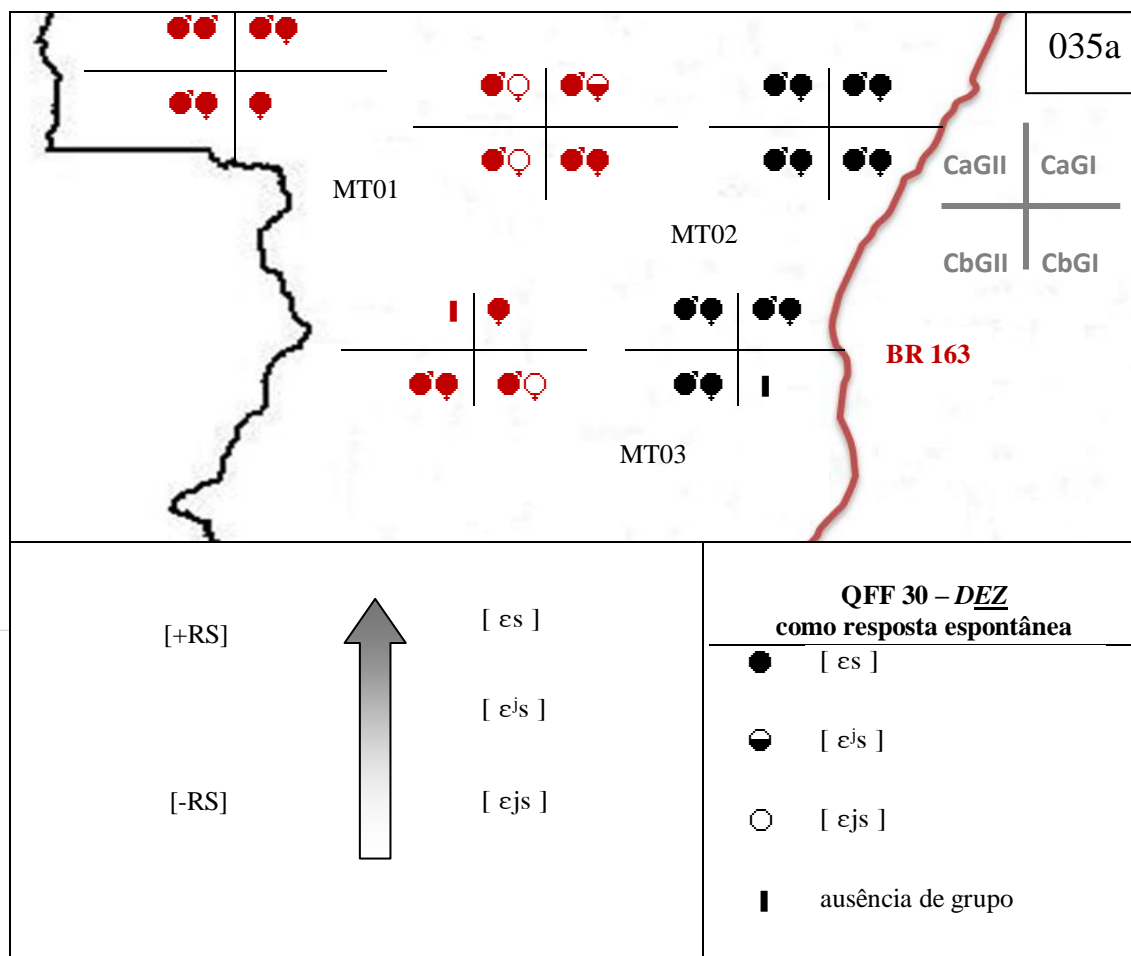 035a
CaGII CaGI
MT01
MT02
CbGII CbGI
BR 163
MT03
[+RS]
[-RS]
[ ɛs ]
[ ɛʲs ]
[ ɛjs ]
QFF 30 – DEZ
como resposta espontânea
[ ɛs ]
[ ɛʲs ]
[ ɛjs ]
ausência de grupo